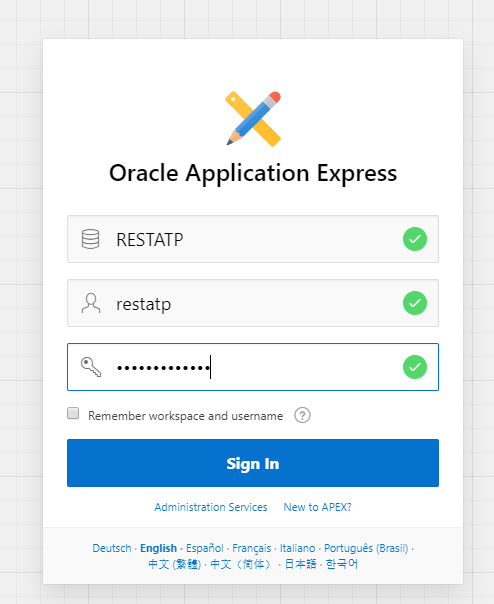 Oracle Application Express
RESTATP
restatp
•••••••••••••
Remember workspace and username ?
Sign In
Administration Services New to APEX?
Deutsch · English · Español · Français · Italiano · Português (Brasil) ·
中文 (繁體) · 中文（简体） · 日本語 · 한국어